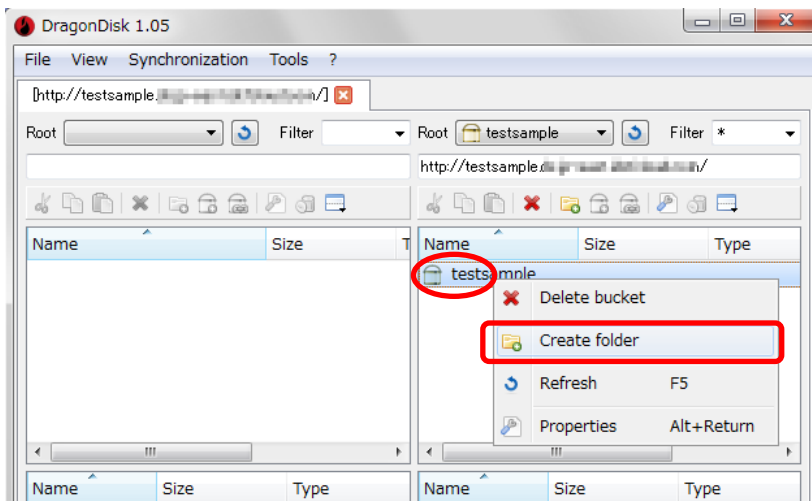 DragonDisk 1.05
File View Synchronization Tools ?
[http://testsample. n/]
Root Filter Root testsample Filter *
http://testsample. /
Name Size T Name Size Type
testsample
Delete bucket
Create folder
Refresh F5
Properties Alt+Return
Name Size Type Name Size Type